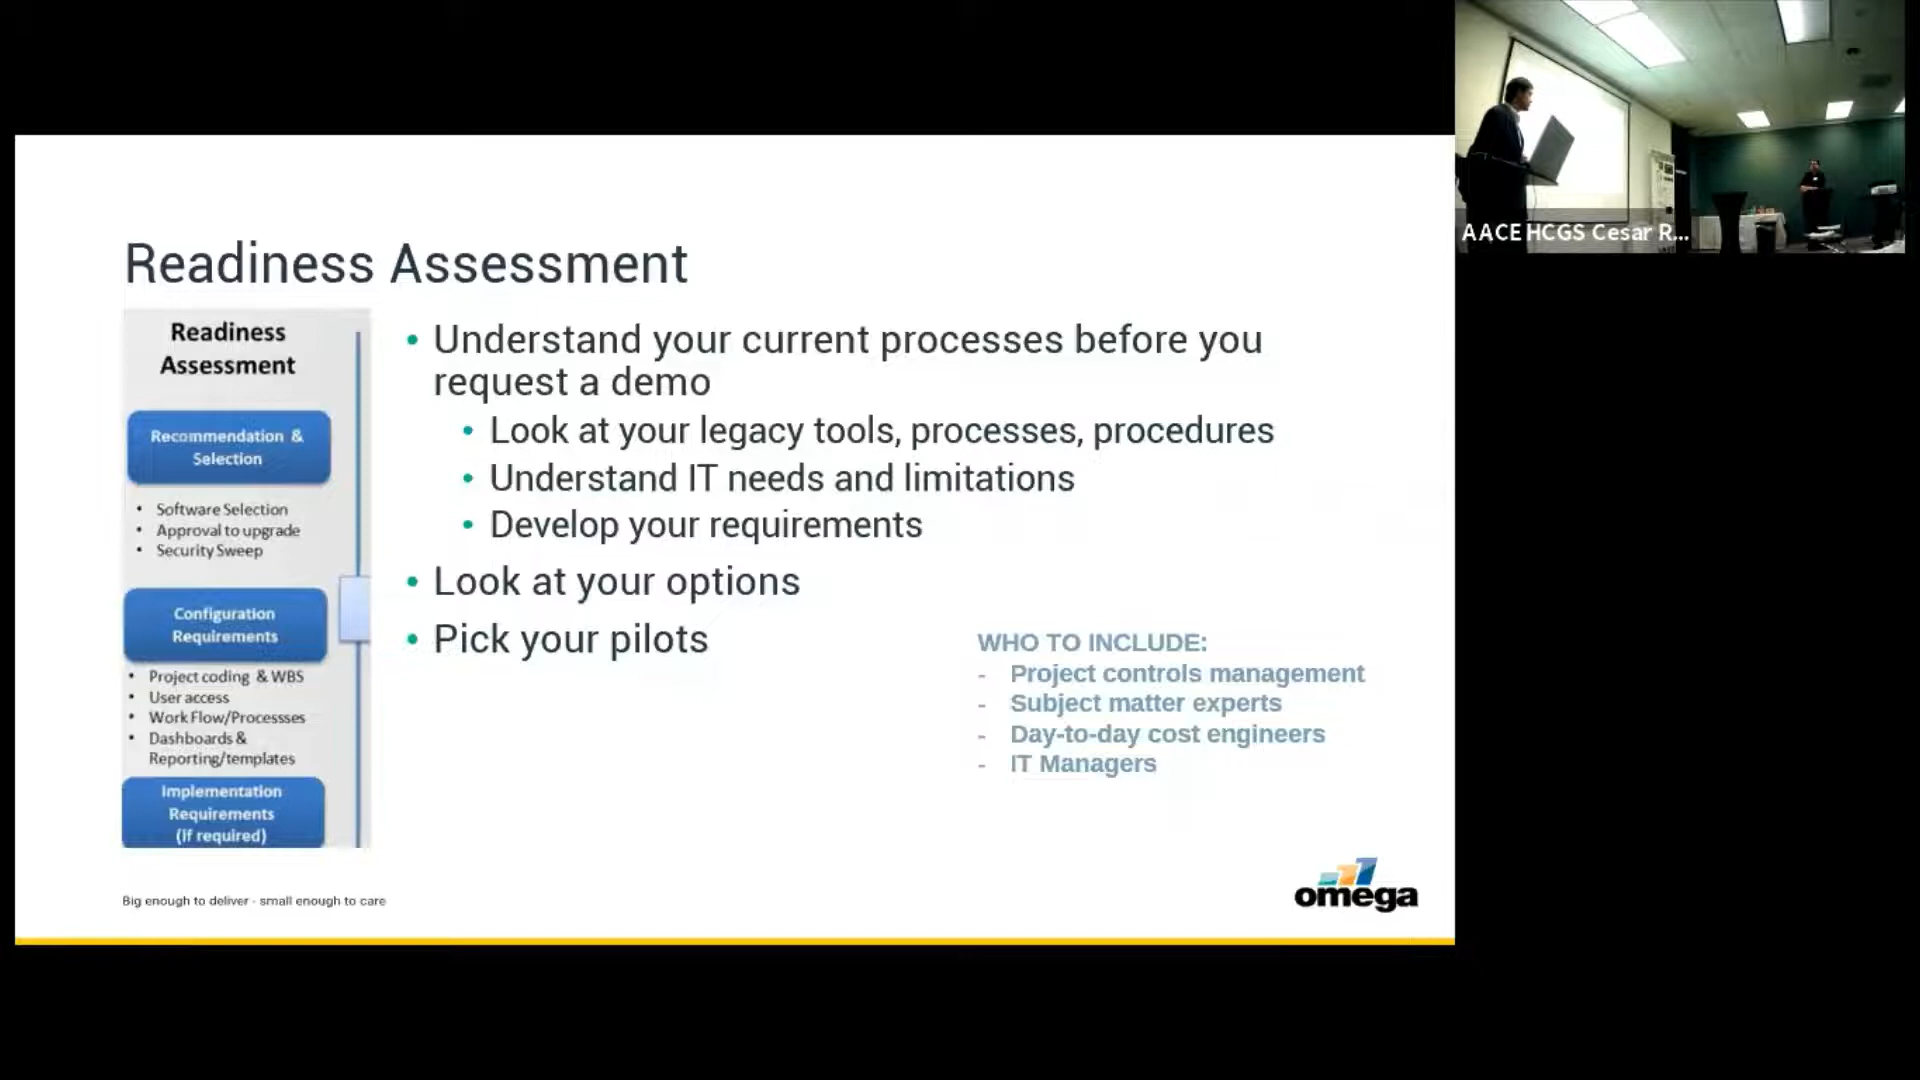 AACE HCGS Cesar R...
Readiness Assessment
Readiness
Assessment
Recommendation &
Selection
• Software Selection
• Approval to upgrade
• Security Sweep
Configuration
Requirements
• Project coding & WBS
• User access
• Work Flow/Processses
• Dashboards &
Reporting/templates
Implementation
Requirements
(if required)
• Understand your current processes before you
request a demo
• Look at your legacy tools, processes, procedures
• Understand IT needs and limitations
• Develop your requirements
• Look at your options
• Pick your pilots
WHO TO INCLUDE:
- Project controls management
- Subject matter experts
- Day-to-day cost engineers
- IT Managers
Big enough to deliver - small enough to care
omega